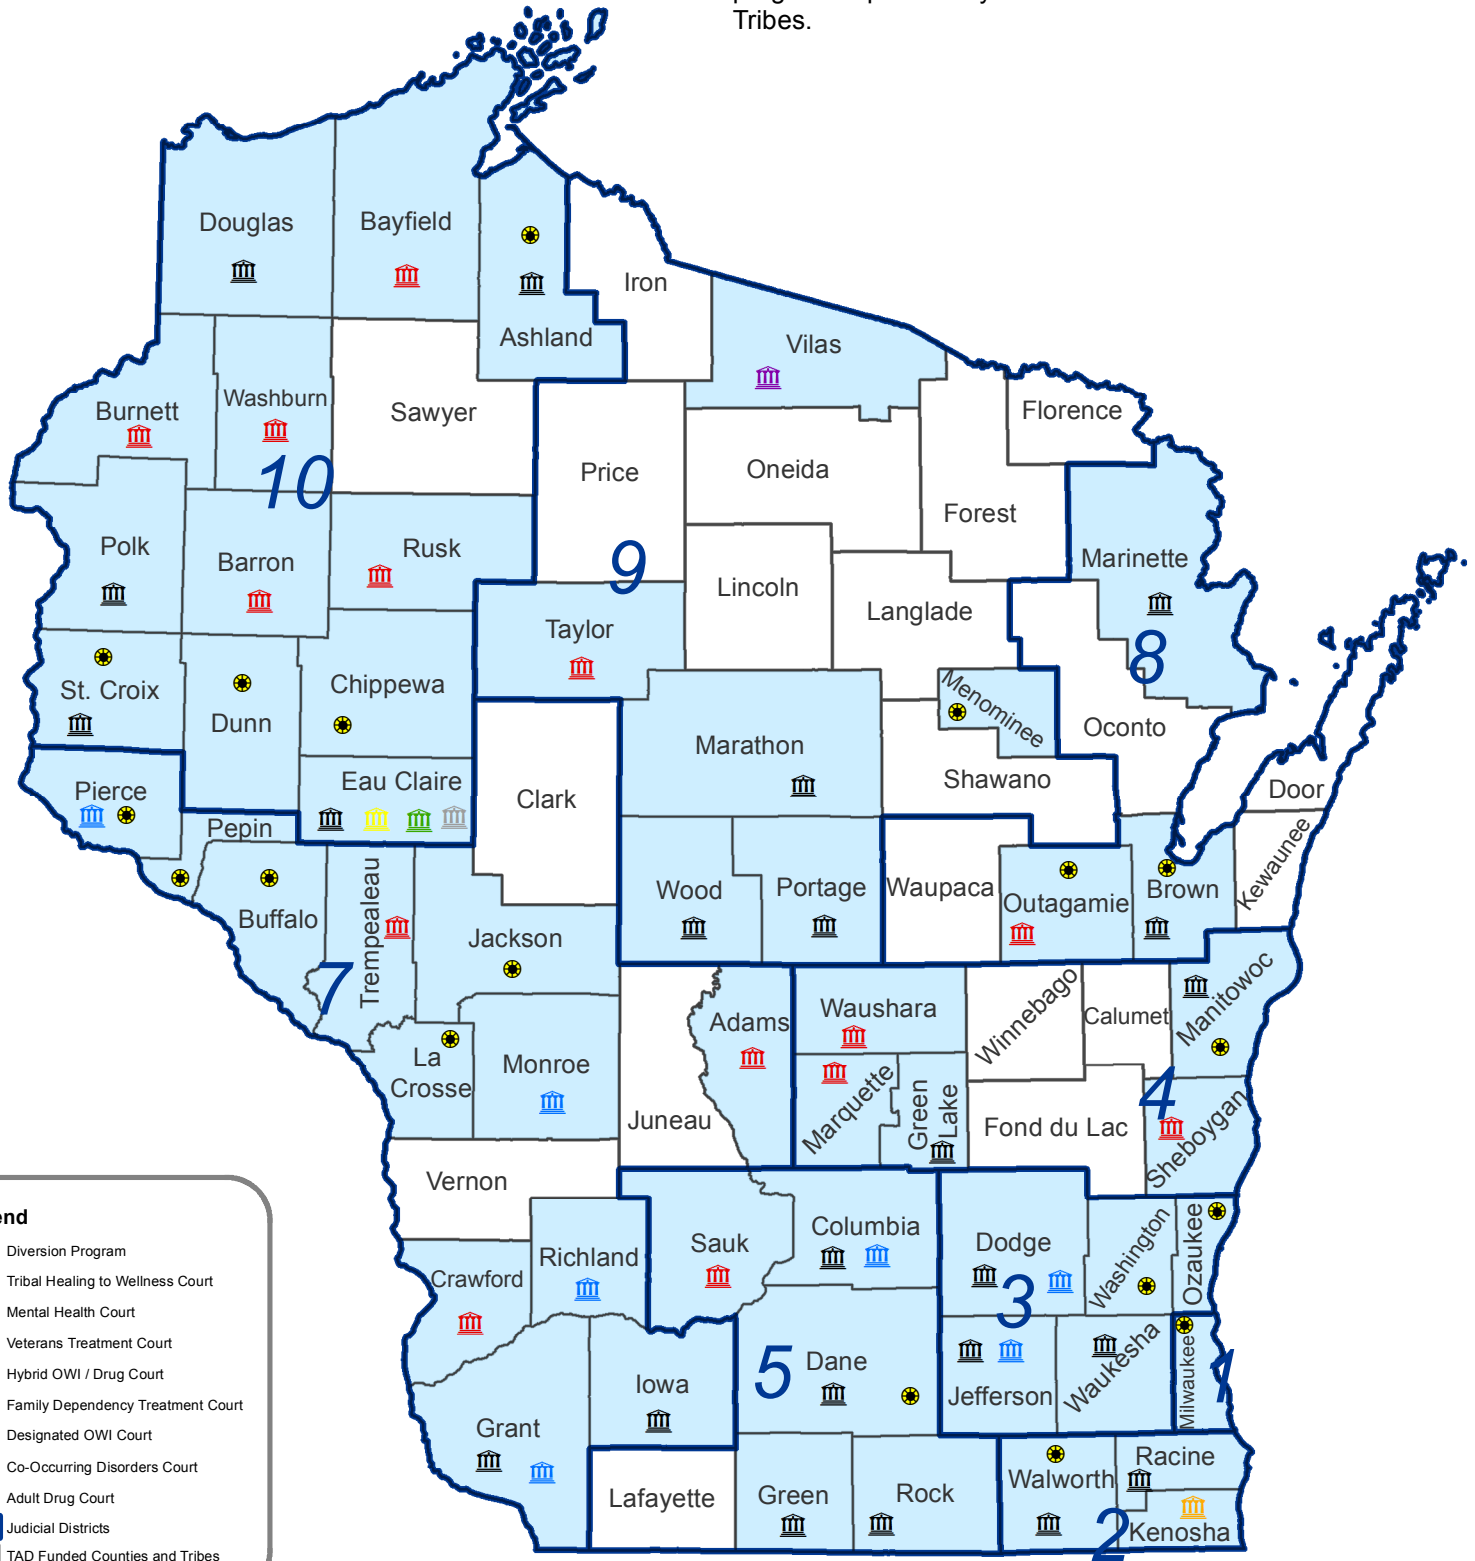 Tribes.
Douglas
Bayfield
Iron
Ashland
Vilas
Burnett
Washburn
Sawyer
Florence
Price
Oneida
10
Forest
Polk
Barron
Rusk
Marinette
9
Lincoln
Langlade
Taylor
8
St. Croix
Dunn
Chippewa
Menominee
Oconto
Marathon
Shawano
Pierce
Eau Claire
Clark
Door
Pepin
Kewaunee
Wood
Portage
Waupaca
Outagamie
Brown
Buffalo
Trempealeau
Jackson
7
Adams
Waushara
Winnebago
Calumet
Manitowoc
La
Crosse
Monroe
Juneau
Marquette
Green
Lake
Fond du Lac
4
Sheboygan
Vernon
Richland
Sauk
Columbia
Dodge
Washington
Ozaukee
Crawford
3
5
Dane
Iowa
Jefferson
Waukesha
Milwaukee
1
Grant
Lafayette
Green
Rock
Walworth
Racine
2
Kenosha
end
Diversion Program
Tribal Healing to Wellness Court
Mental Health Court
Veterans Treatment Court
Hybrid OWI / Drug Court
Family Dependency Treatment Court
Designated OWI Court
Co-Occurring Disorders Court
Adult Drug Court
Judicial Districts
TAD Funded Counties and Tribes